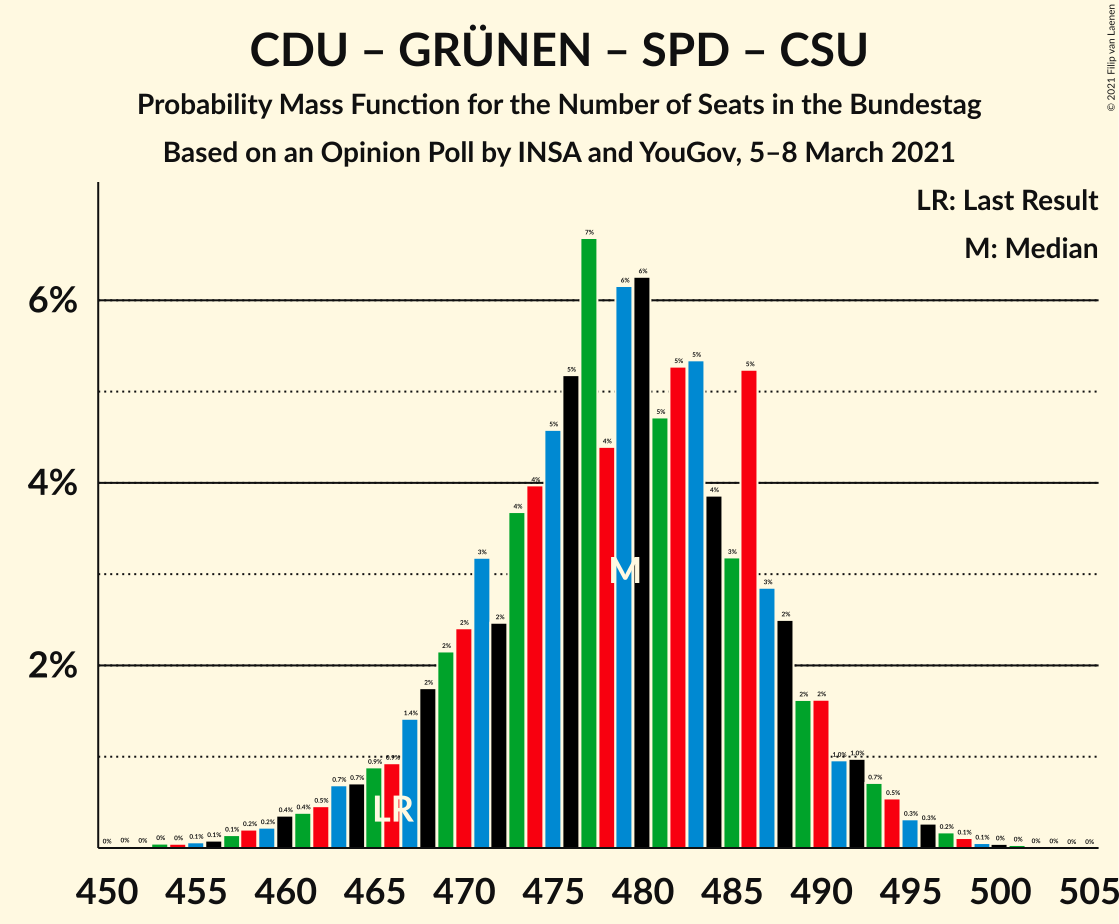 CDU – GRÜNEN – SPD – CSU
Probability Mass Function for the Number of Seats in the Bundestag
Based on an Opinion Poll by INSA and YouGov, 5–8 March 2021
© 2021 Filip van Laenen
LR: Last Result
M: Median
7%
6% 6%
6%
5% 5% 5%
5%
5%
5%
4%
4%
4%
4%
4%
3% 3%
3%
M
2% 2%
2%
2%
2%
2%
2% 2%
1.4%
0% 0% 0% 0% 0% 0.1% 0.1% 0.1% 0.2% 0.2% 0.4% 0.4% 0.5% 0.7% 0.7% 0.9% 0.9%
1.0% 1.0% 0.7% 0.5% 0.3% 0.3% 0.2% 0.1% 0.1% 0% 0% 0% 0% 0% 0%
LR
450 455 460 465 470 475 480 485 490 495 500 505